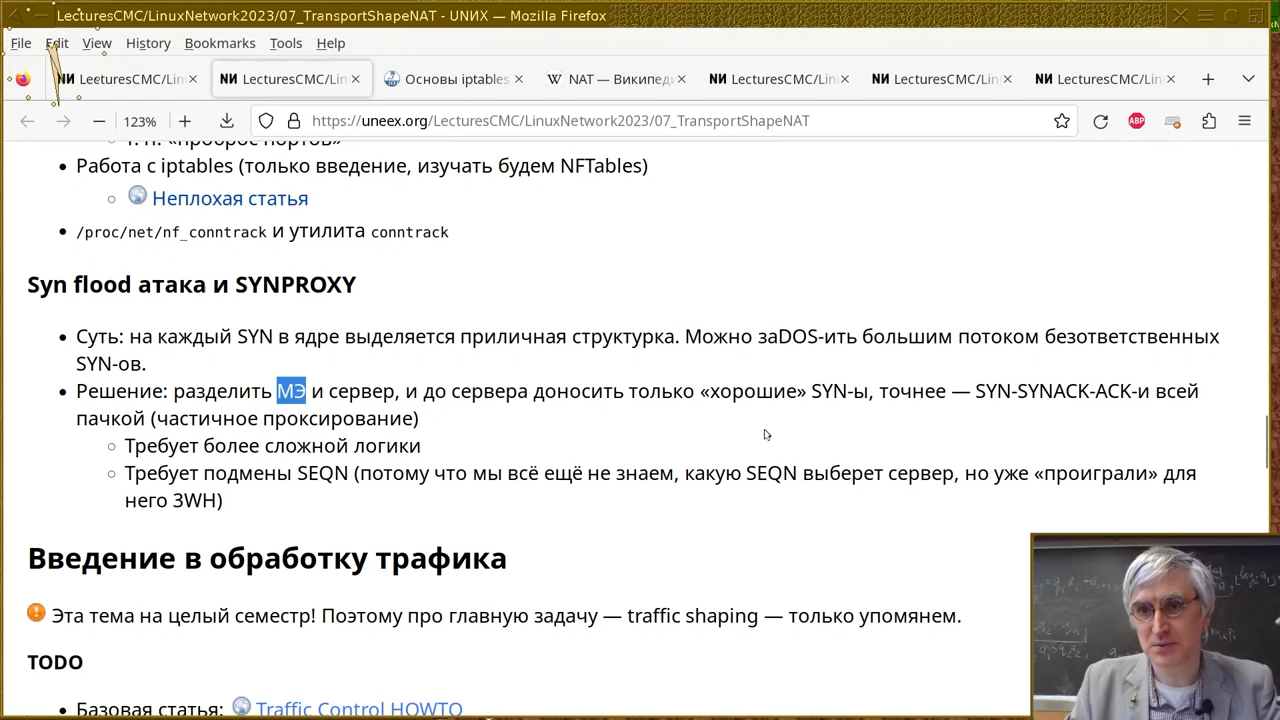 LecturesCMC/LinuxNetwork2023/07_TransportShapeNAT - UNИX — Mozilla Firefox
File Edit View History Bookmarks Tools Help
LecturesCMC/Lin
LecturesCMC/Lin
Основы iptables
NAT — Википед
LecturesCMC/Lin
LecturesCMC/Lin
LecturesCMC/Lin
123%
https://uneex.org/LecturesCMC/LinuxNetwork2023/07_TransportShapeNAT
ABP
Т. н. «проброс портов»
Работа с iptables (только введение, изучать будем NFTables)
Неплохая статья
/proc/net/nf_conntrack и утилита conntrack
Syn flood атака и SYNPROXY
Суть: на каждый SYN в ядре выделяется приличная структурка. Можно заDOS-ить большим потоком безответственных
SYN-ов.
Решение: разделить МЭ и сервер, и до сервера доносить только «хорошие» SYN-ы, точнее — SYN-SYNACK-ACK-и всей
пачкой (частичное проксирование)
Требует более сложной логики
Требует подмены SEQN (потому что мы всё ещё не знаем, какую SEQN выберет сервер, но уже «проиграли» для
него 3WH)
Введение в обработку трафика
Эта тема на целый семестр! Поэтому про главную задачу — traffic shaping — только упомянем.
TODO
Базовая статья: Traffic Control HOWTO